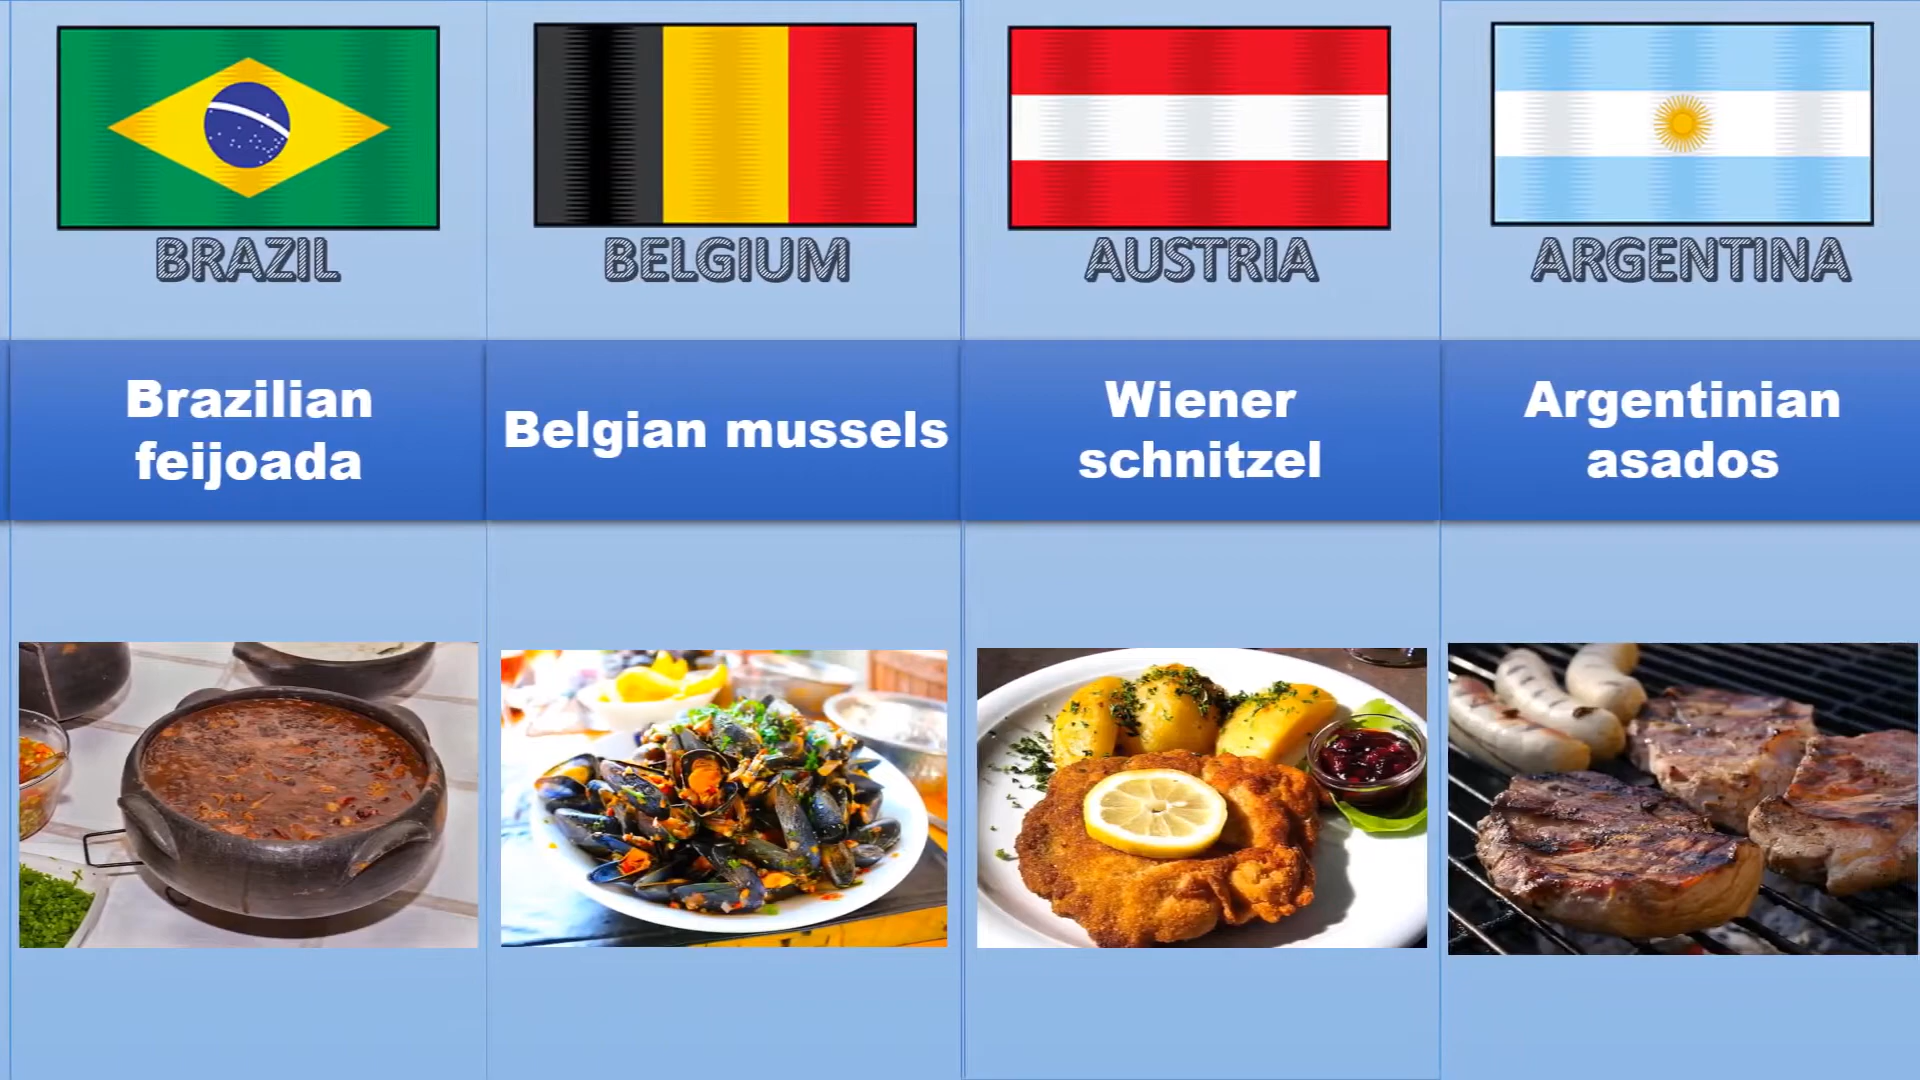 BRAZIL
BELGIUM
AUSTRIA
ARGENTINA
Brazilian
feijoada
Belgian mussels
Wiener
schnitzel
Argentinian
asados